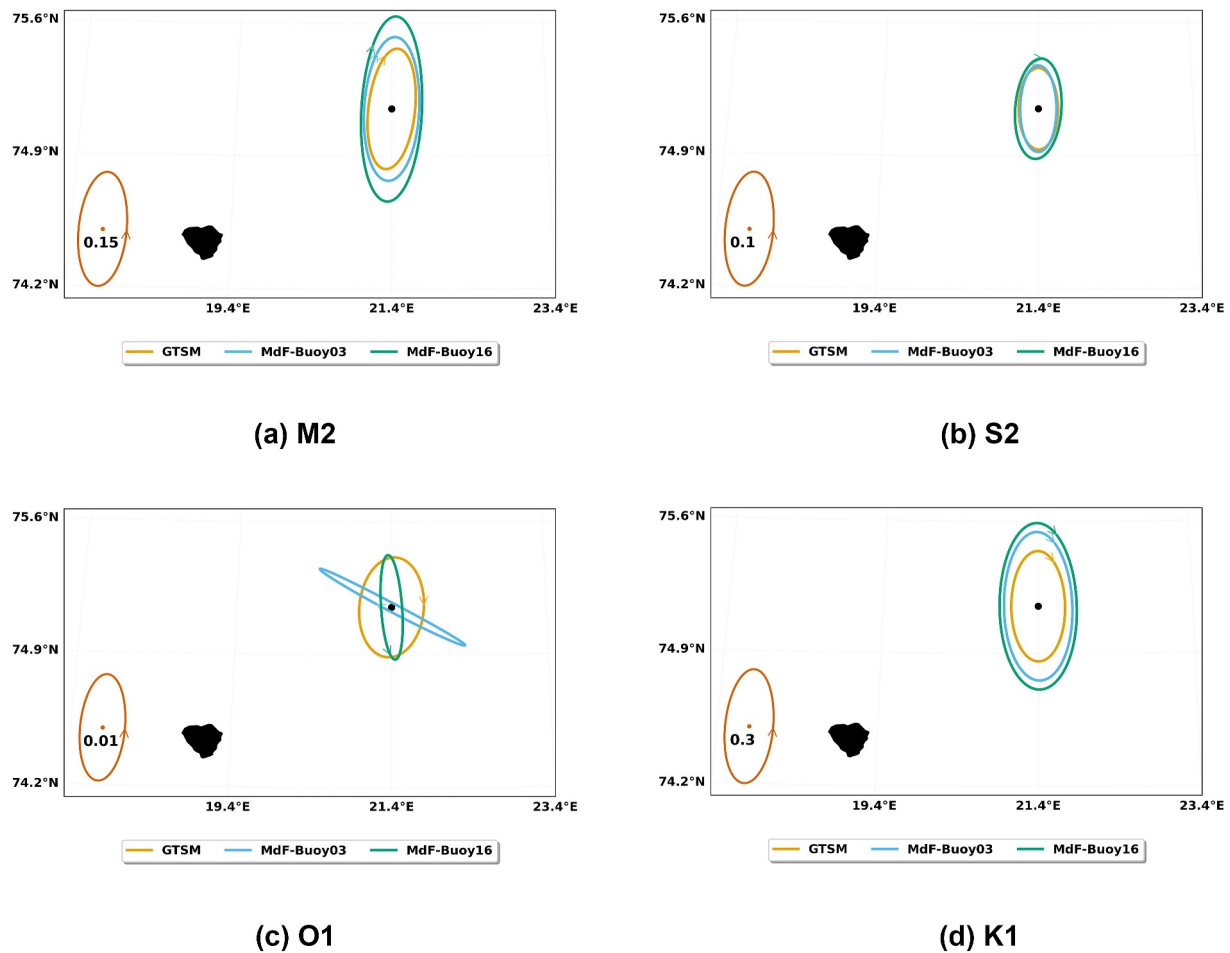 75.6°N
74.9°N
74.2°N
0.15
19.4°E 21.4°E 23.4°E
GTSM MdF-Buoy03 MdF-Buoy16
(a) M2
75.6°N
74.9°N
74.2°N
0.1
19.4°E 21.4°E 23.4°E
GTSM MdF-Buoy03 MdF-Buoy16
(b) S2
75.6°N
74.9°N
74.2°N
0.01
19.4°E 21.4°E 23.4°E
GTSM MdF-Buoy03 MdF-Buoy16
(c) O1
75.6°N
74.9°N
74.2°N
0.3
19.4°E 21.4°E 23.4°E
GTSM MdF-Buoy03 MdF-Buoy16
(d) K1